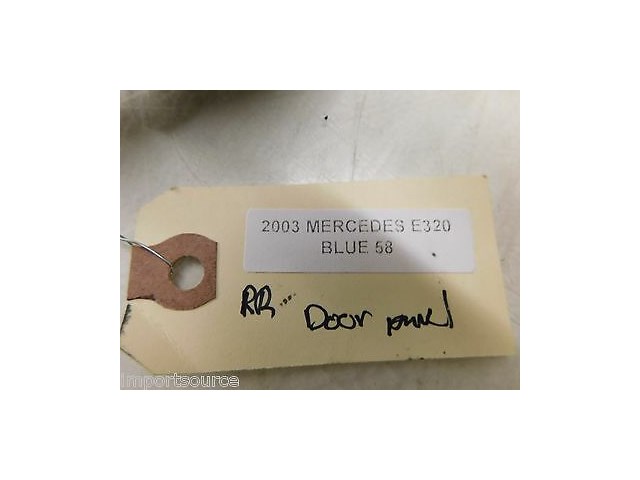 2003 MERCEDES E320
BLUE 58
RR... Door panel
importsource